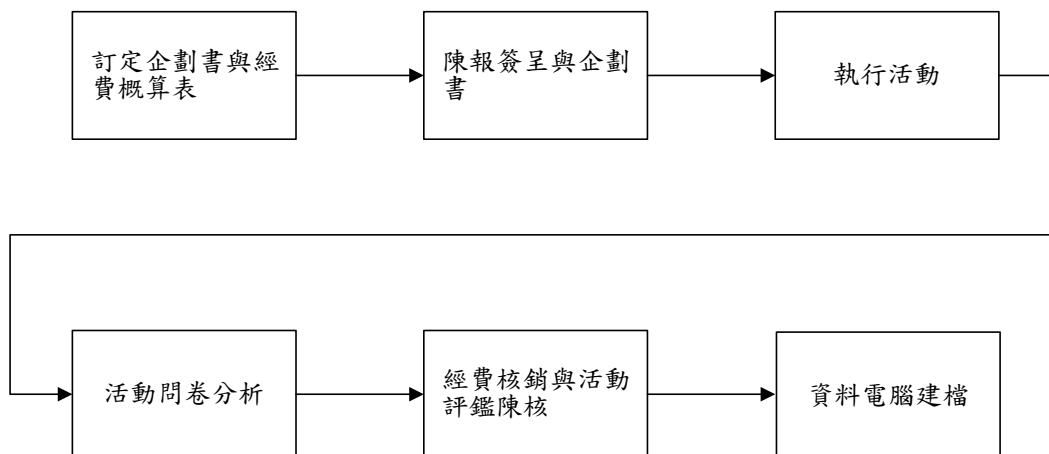 訂定企劃書與經
費概算表
陳報簽呈與企劃
書
執行活動
活動問卷分析
經費核銷與活動
評鑑陳核
資料電腦建檔